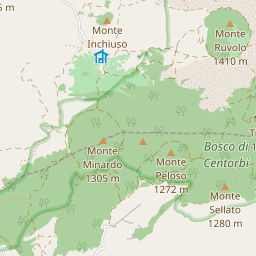 5 m
Monte
Inchiuso
Monte
Ruvolo
1410 m
Bosco di
Centorbi
Monte
Minardo
1305 m
Monte
Peloso
1272 m
Monte
Sellato
1280 m